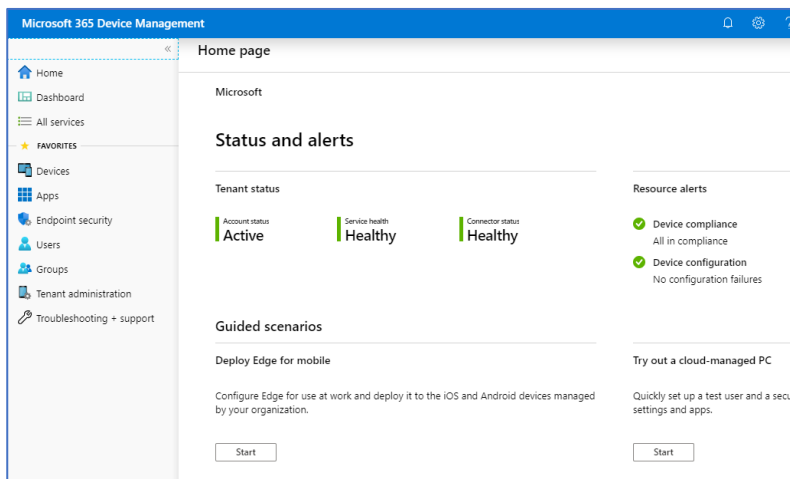 Microsoft 365 Device Management
«
Home page
Home
Dashboard
All services
FAVORITES
Devices
Apps
Endpoint security
Users
Groups
Tenant administration
Troubleshooting + support
Microsoft
Status and alerts
Tenant status
Account status
Active
Service health
Healthy
Connector status
Healthy
Resource alerts
Device compliance
All in compliance
Device configuration
No configuration failures
Guided scenarios
Deploy Edge for mobile
Configure Edge for use at work and deploy it to the iOS and Android devices managed
by your organization.
Start
Try out a cloud-managed PC
Quickly set up a test user and a secu
settings and apps.
Start